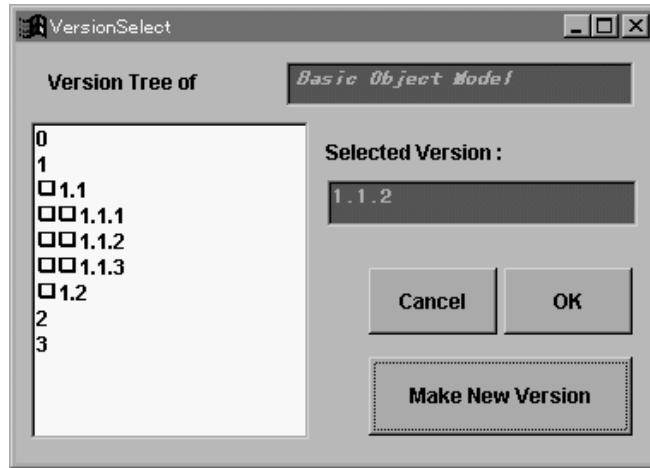 VersionSelect
Version Tree of
Basic Object Model
0
1
□1.1
□□1.1.1
□□1.1.2
□□1.1.3
□1.2
2
3
Selected Version :
1.1.2
Cancel
OK
Make New Version